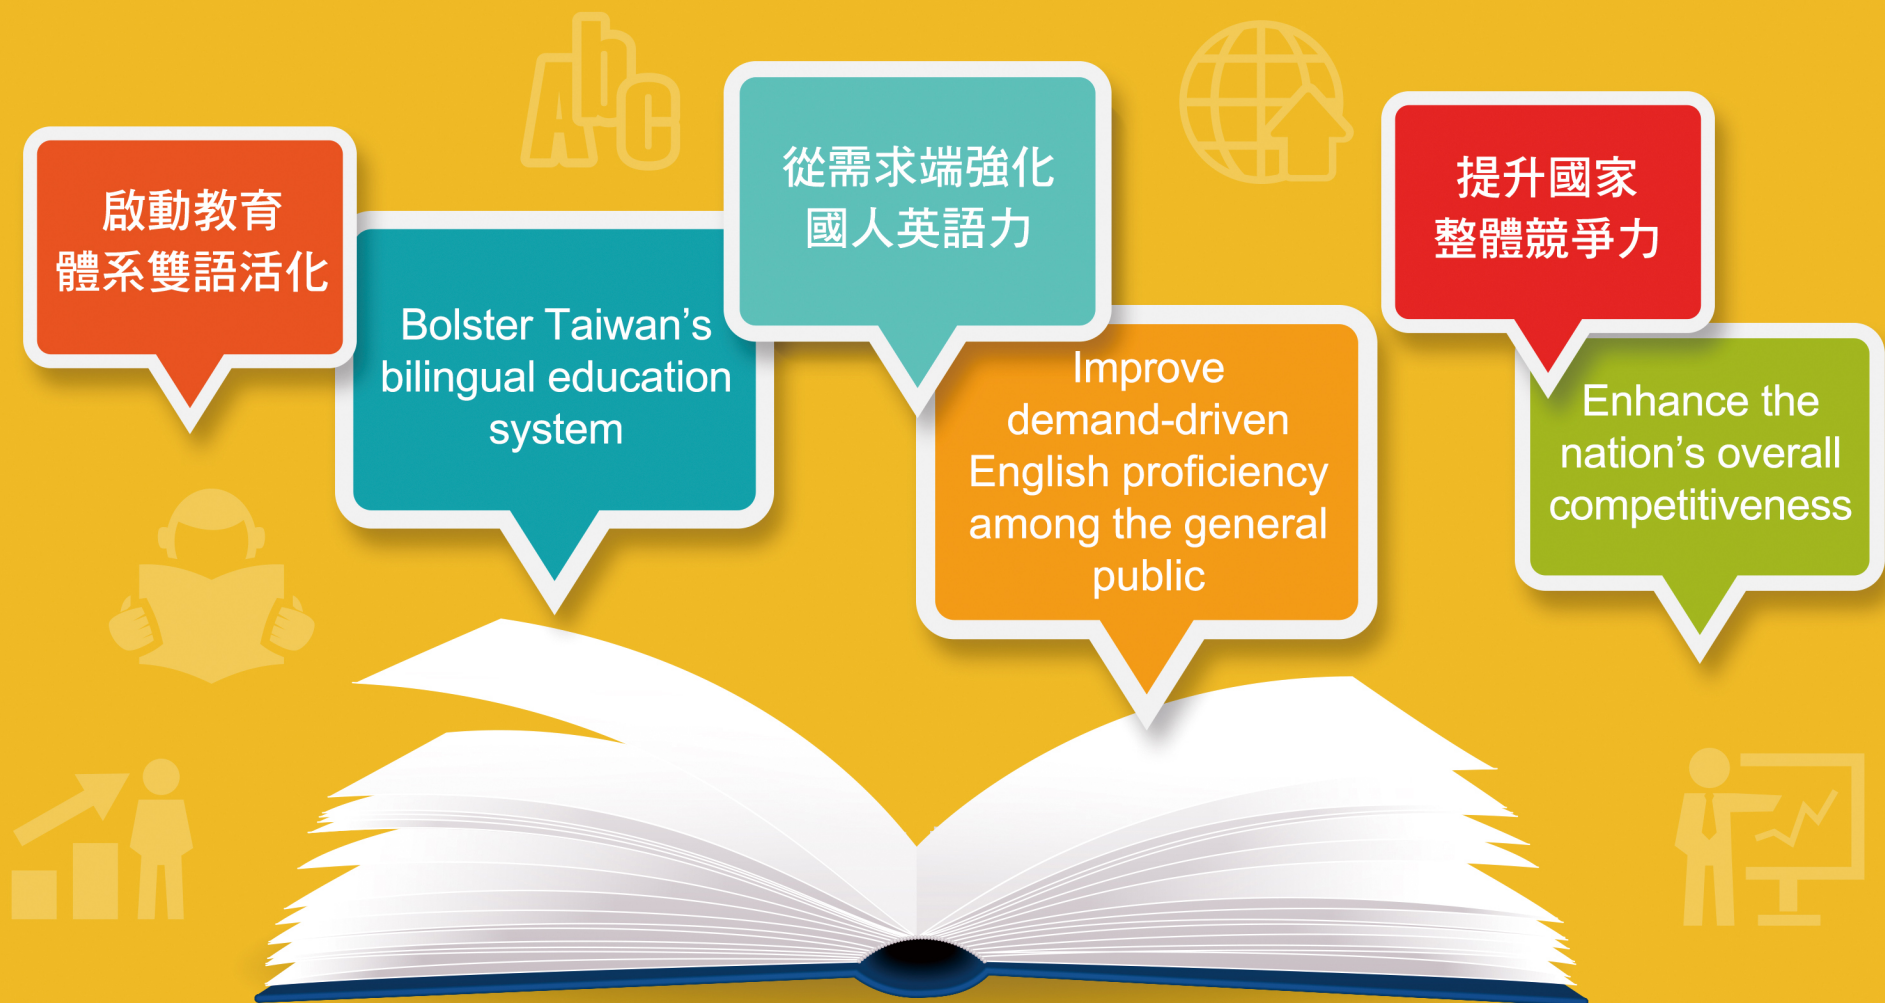 啟動教育
體系雙語活化
Bolster Taiwan’s
bilingual education
system
從需求端強化
國人英語力
Improve
demand-driven
English proficiency
among the general
public
提升國家
整體競爭力
Enhance the
nation’s overall
competitiveness
AbC